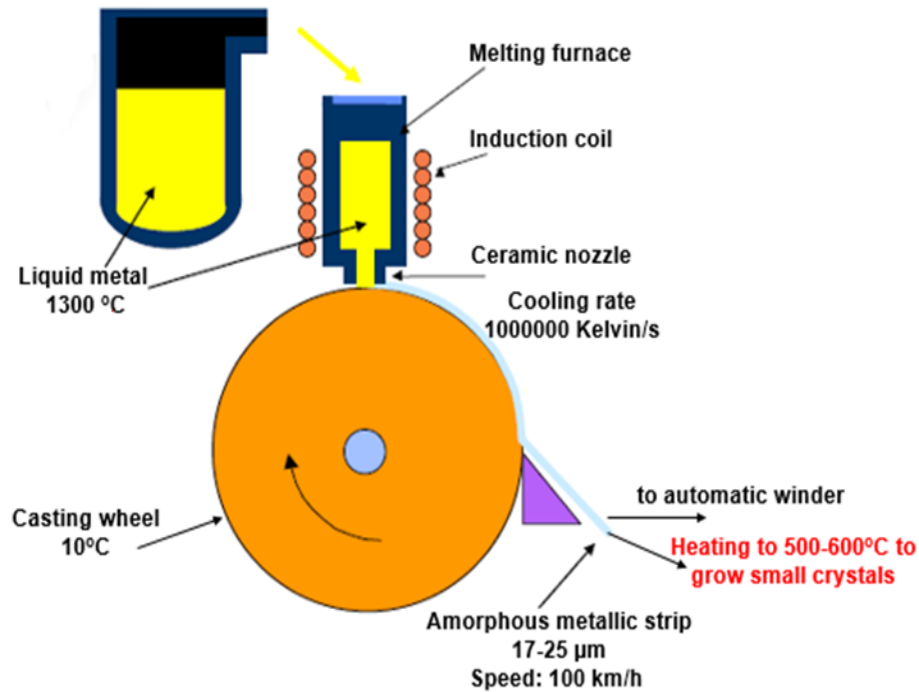 Melting furnace
Induction coil
Ceramic nozzle
Liquid metal
1300 ºC
Cooling rate
1000000 Kelvin/s
to automatic winder
Casting wheel
10ºC
Heating to 500-600ºC to
grow small crystals
Amorphous metallic strip
17-25 µm
Speed: 100 km/h